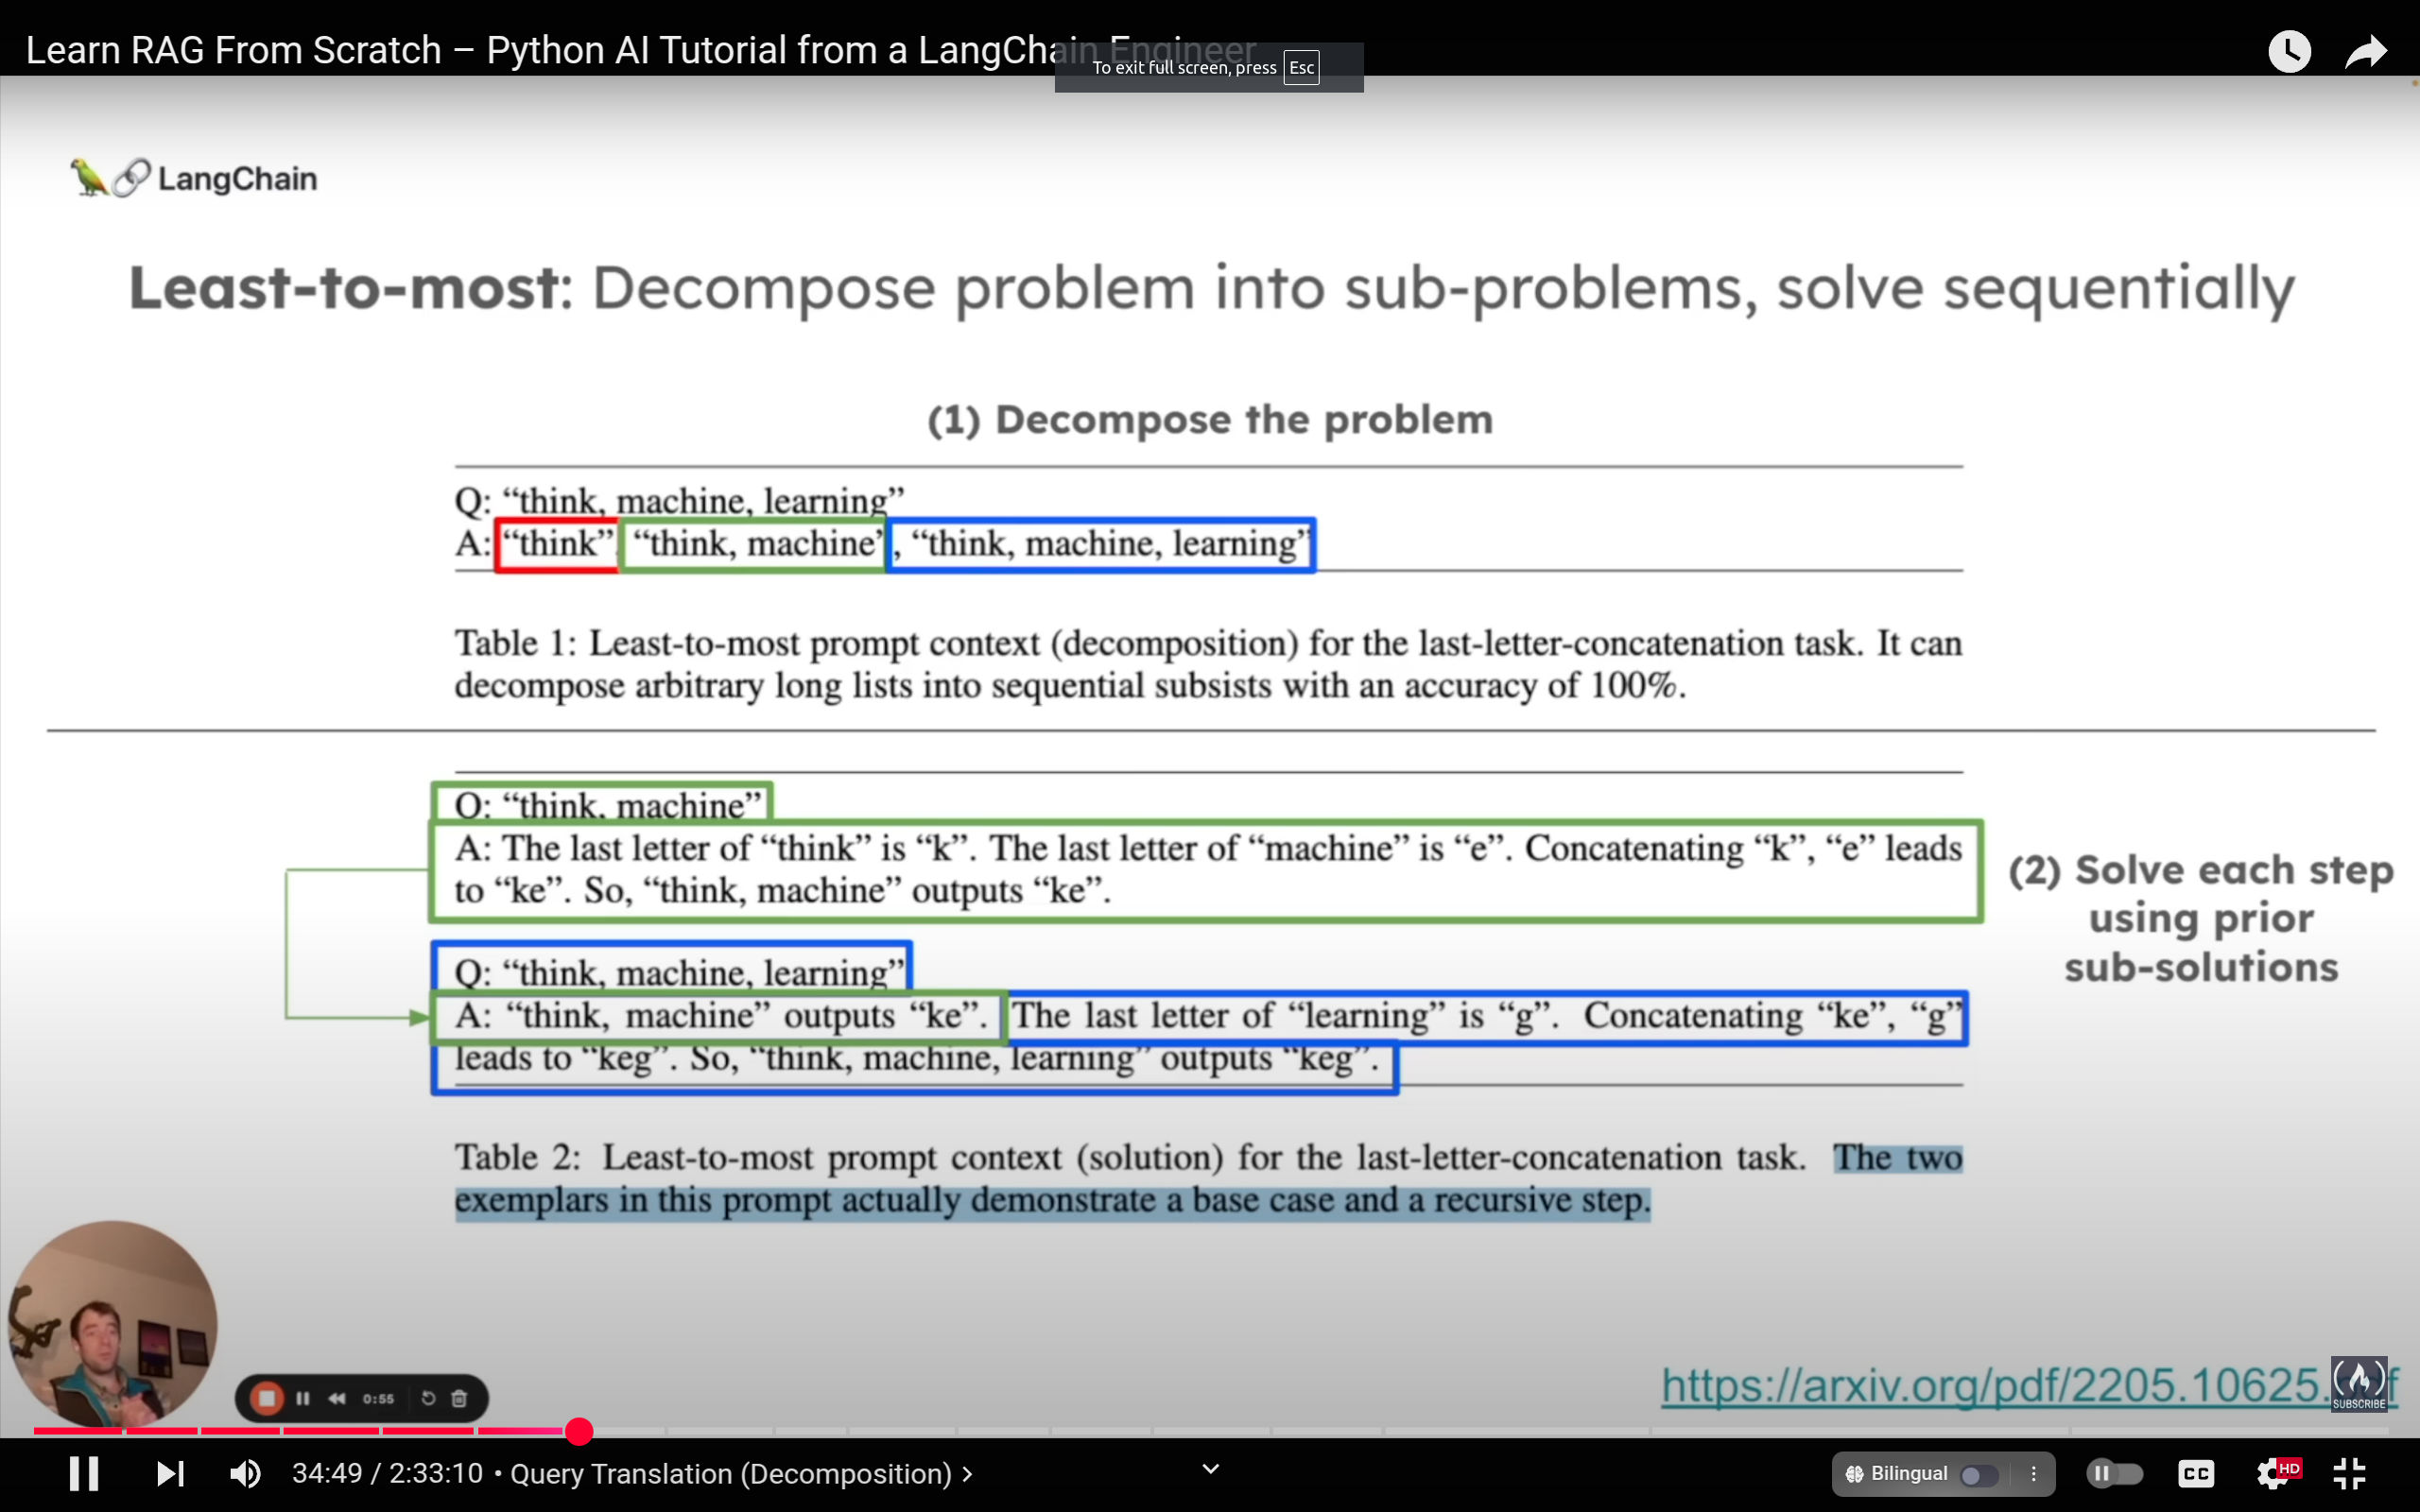 Learn RAG From Scratch – Python AI Tutorial from a LangChain Engineer
To exit full screen, press Esc
LangChain
Least-to-most: Decompose problem into sub-problems, solve sequentially
(1) Decompose the problem
Q: “think, machine, learning”
A: “think”, “think, machine”, “think, machine, learning”
Table 1: Least-to-most prompt context (decomposition) for the last-letter-concatenation task. It can
decompose arbitrary long lists into sequential subsists with an accuracy of 100%.
Q: “think, machine”
A: The last letter of “think” is “k”. The last letter of “machine” is “e”. Concatenating “k”, “e” leads
to “ke”. So, “think, machine” outputs “ke”.
(2) Solve each step
using prior
sub-solutions
Q: “think, machine, learning”
A: “think, machine” outputs “ke”. The last letter of “learning” is “g”. Concatenating “ke”, “g”
leads to “keg”. So, “think, machine, learning” outputs “keg”.
Table 2: Least-to-most prompt context (solution) for the last-letter-concatenation task. The two
exemplars in this prompt actually demonstrate a base case and a recursive step.
https://arxiv.org/pdf/2205.10625.pdf
SUBSCRIBE
0:55
34:49 / 2:33:10 • Query Translation (Decomposition) >
Bilingual
CC
HD